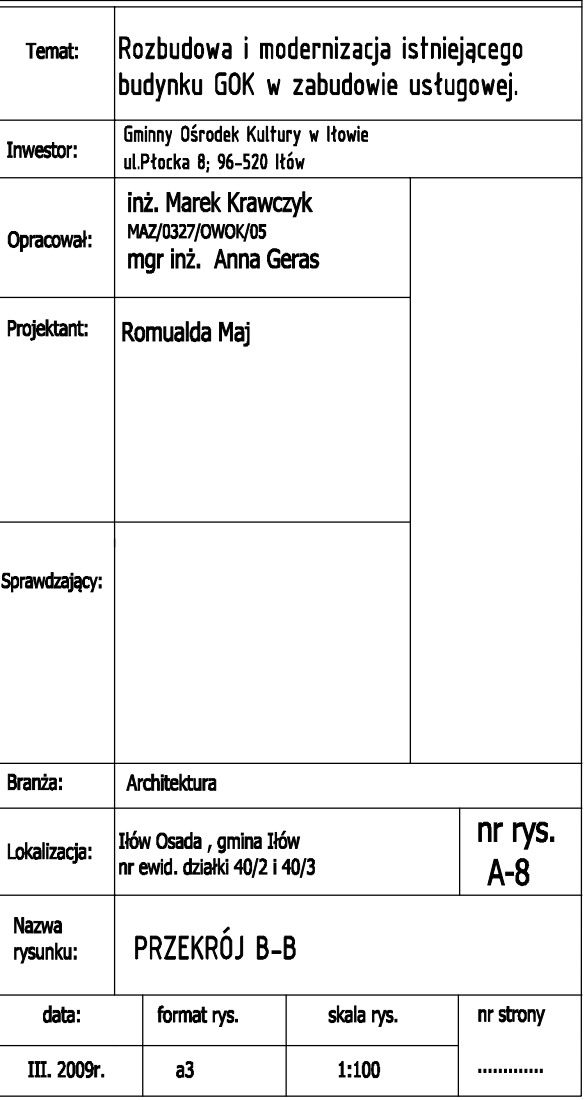 Temat:
Rozbudowa i modernizacja istniejącego
budynku GOK w zabudowie usługowej.
Inwestor:
Gminny Ośrodek Kultury w Iłowie
ul.Płocka 8; 96-520 Iłów
Opracował:
inż. Marek Krawczyk
MAZ/0327/OWOK/05
mgr inż. Anna Geras
Projektant:
Romualda Maj
Sprawdzający:
Branża:
Architektura
Lokalizacja:
Iłów Osada , gmina Iłów
nr ewid. działki 40/2 i 40/3
nr rys.
A-8
Nazwa
rysunku:
PRZEKRÓJ B-B
data:
format rys.
skala rys.
nr strony
III. 2009r.
a3
1:100
.............